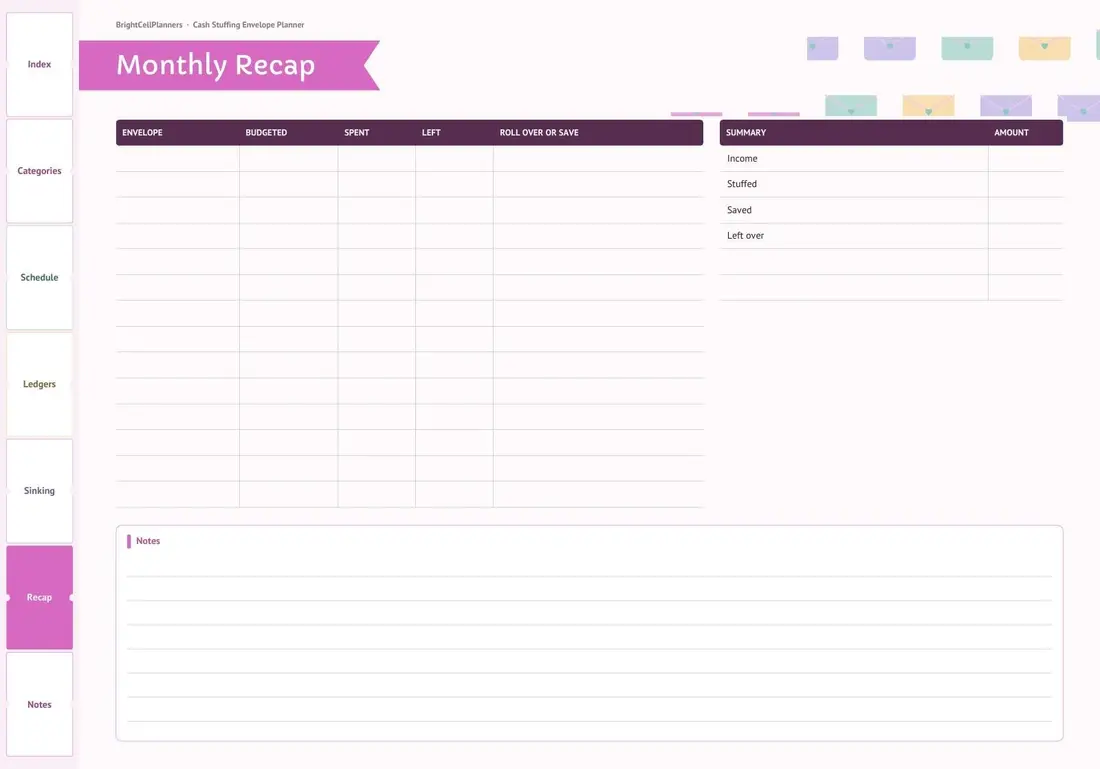 BrightCellPlanners · Cash Stuffing Envelope Planner
Monthly Recap
Index
Categories
Schedule
Ledgers
Sinking
Recap
Notes
ENVELOPE BUDGETED SPENT LEFT ROLL OVER OR SAVE
SUMMARY AMOUNT
Income
Stuffed
Saved
Left over
Notes